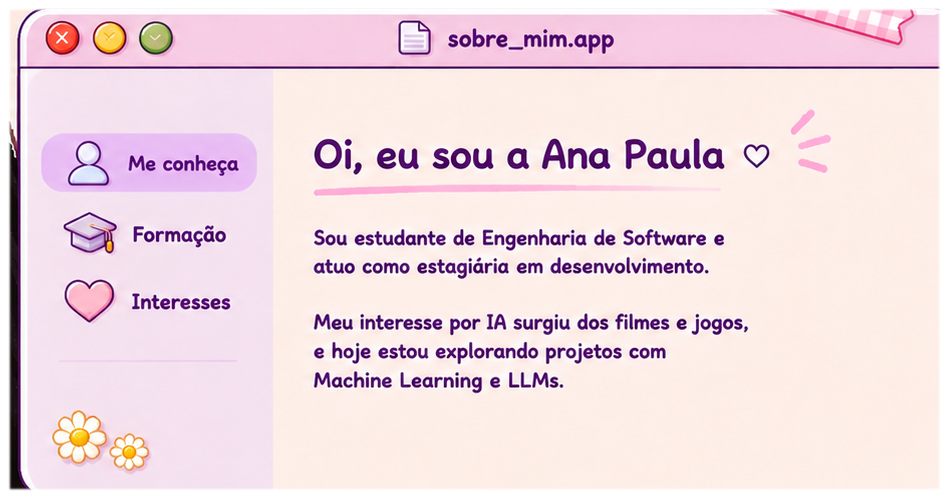 sobre_mim.app
Me conheça
Formação
Interesses
Oi, eu sou a Ana Paula
Sou estudante de Engenharia de Software e
atuo como estagiária em desenvolvimento.
Meu interesse por IA surgiu dos filmes e jogos,
e hoje estou explorando projetos com
Machine Learning e LLMs.